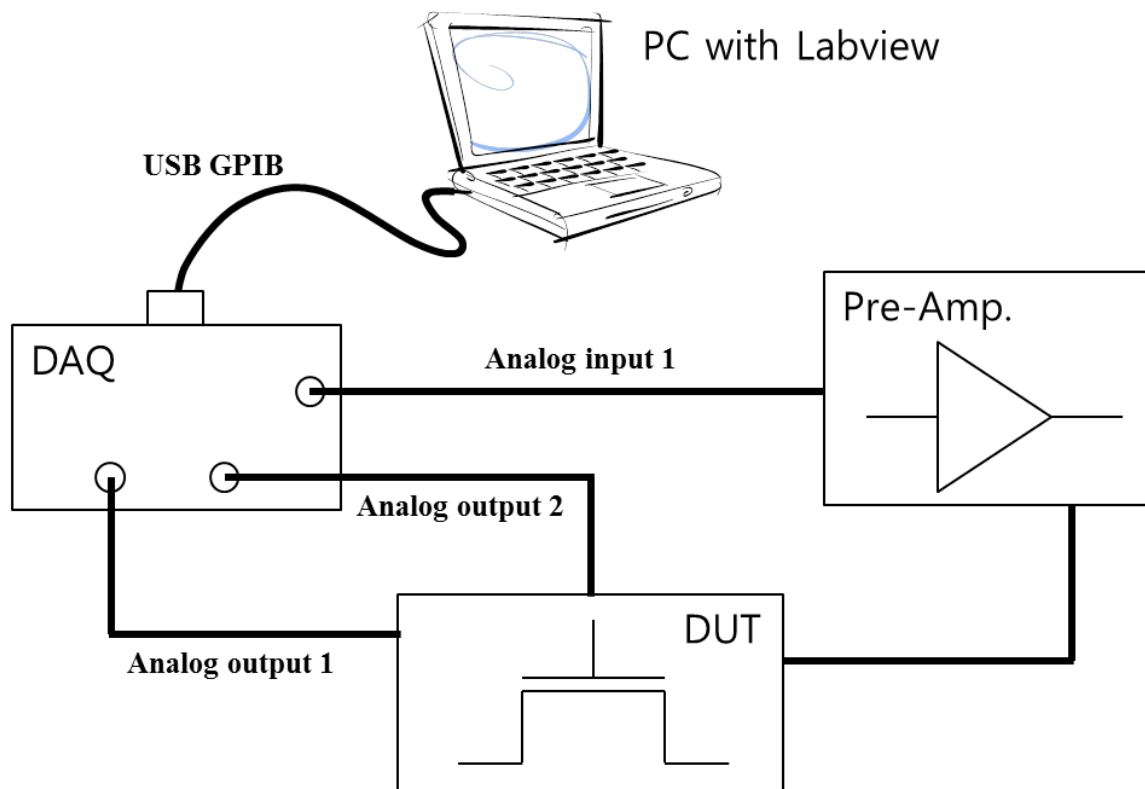 PC with Labview
USB GPIB
Pre-Amp.
DAQ
Analog input 1
Analog output 2
DUT
Analog output 1